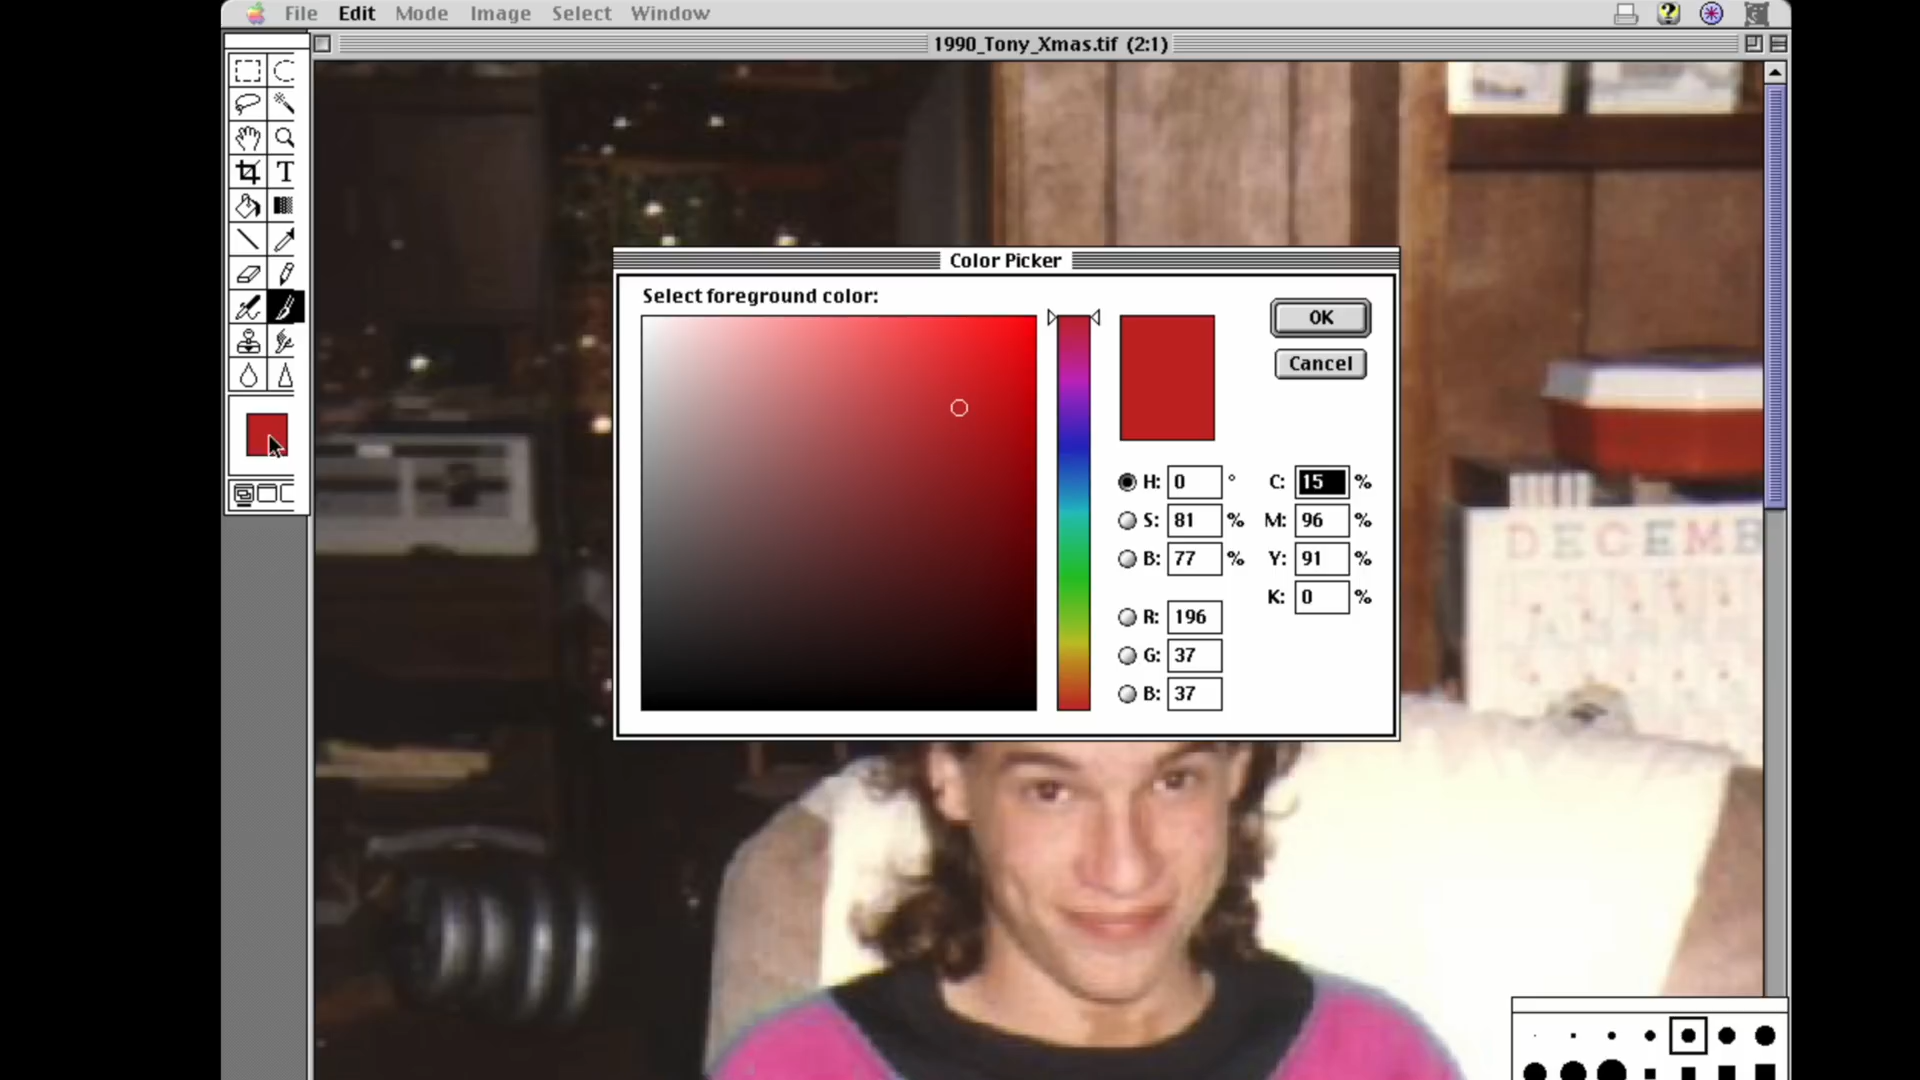 File Edit Mode Image Select Window
1990_Tony_Xmas.tif (2:1)
T
Color Picker
Select foreground color:
OK
Cancel
H: 0 ° C: 15 %
S: 81 % M: 96 %
B: 77 % Y: 91 %
K: 0 %
R: 196
G: 37
B: 37
DECEMB